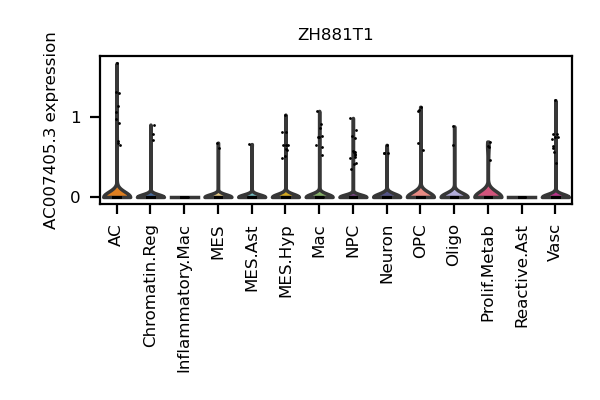 ZH881T1
AC007405.3 expression
1
0
AC
Chromatin.Reg
Inflammatory.Mac
MES
MES.Ast
MES.Hyp
Mac
NPC
Neuron
OPC
Oligo
Prolif.Metab
Reactive.Ast
Vasc